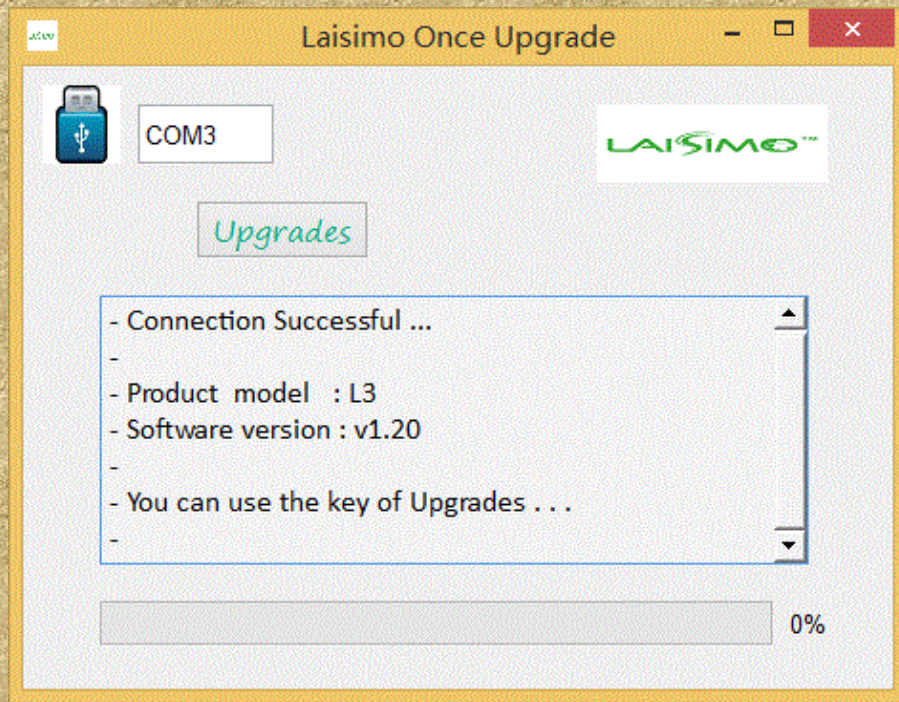 Laisimo Once Upgrade
COM3
LAISIMO™
Upgrades
- Connection Successful ...
-
- Product model : L3
- Software version : v1.20
-
- You can use the key of Upgrades . . .
-
0%